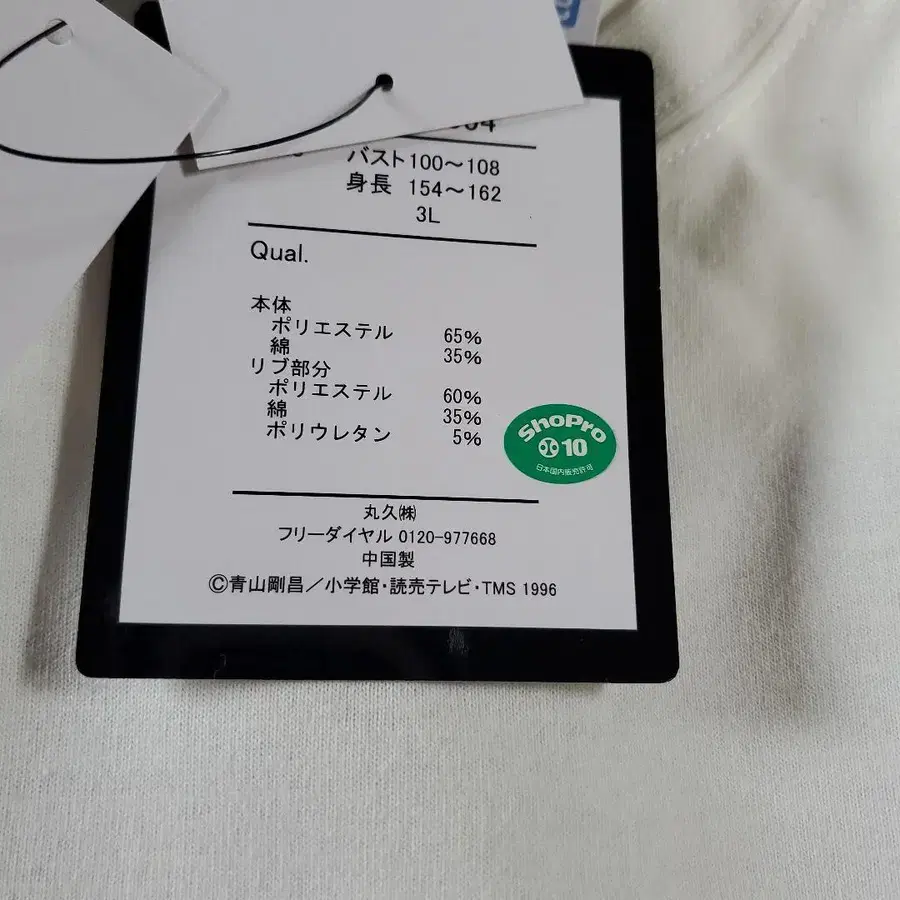 バスト100～108
身長 154～162
3L
Qual.
本体
ポリエステル 65%
綿 35%
リブ部分
ポリエステル 60%
綿 35%
ポリウレタン 5%
ShoPro
10
日本国内販売許可
丸久㈱
フリーダイヤル 0120-977668
中国製
©青山剛昌／小学館・読売テレビ・TMS 1996